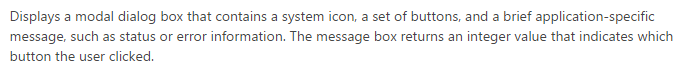 Displays a modal dialog box that contains a system icon, a set of buttons, and a brief application-specific
message, such as status or error information. The message box returns an integer value that indicates which
button the user clicked.